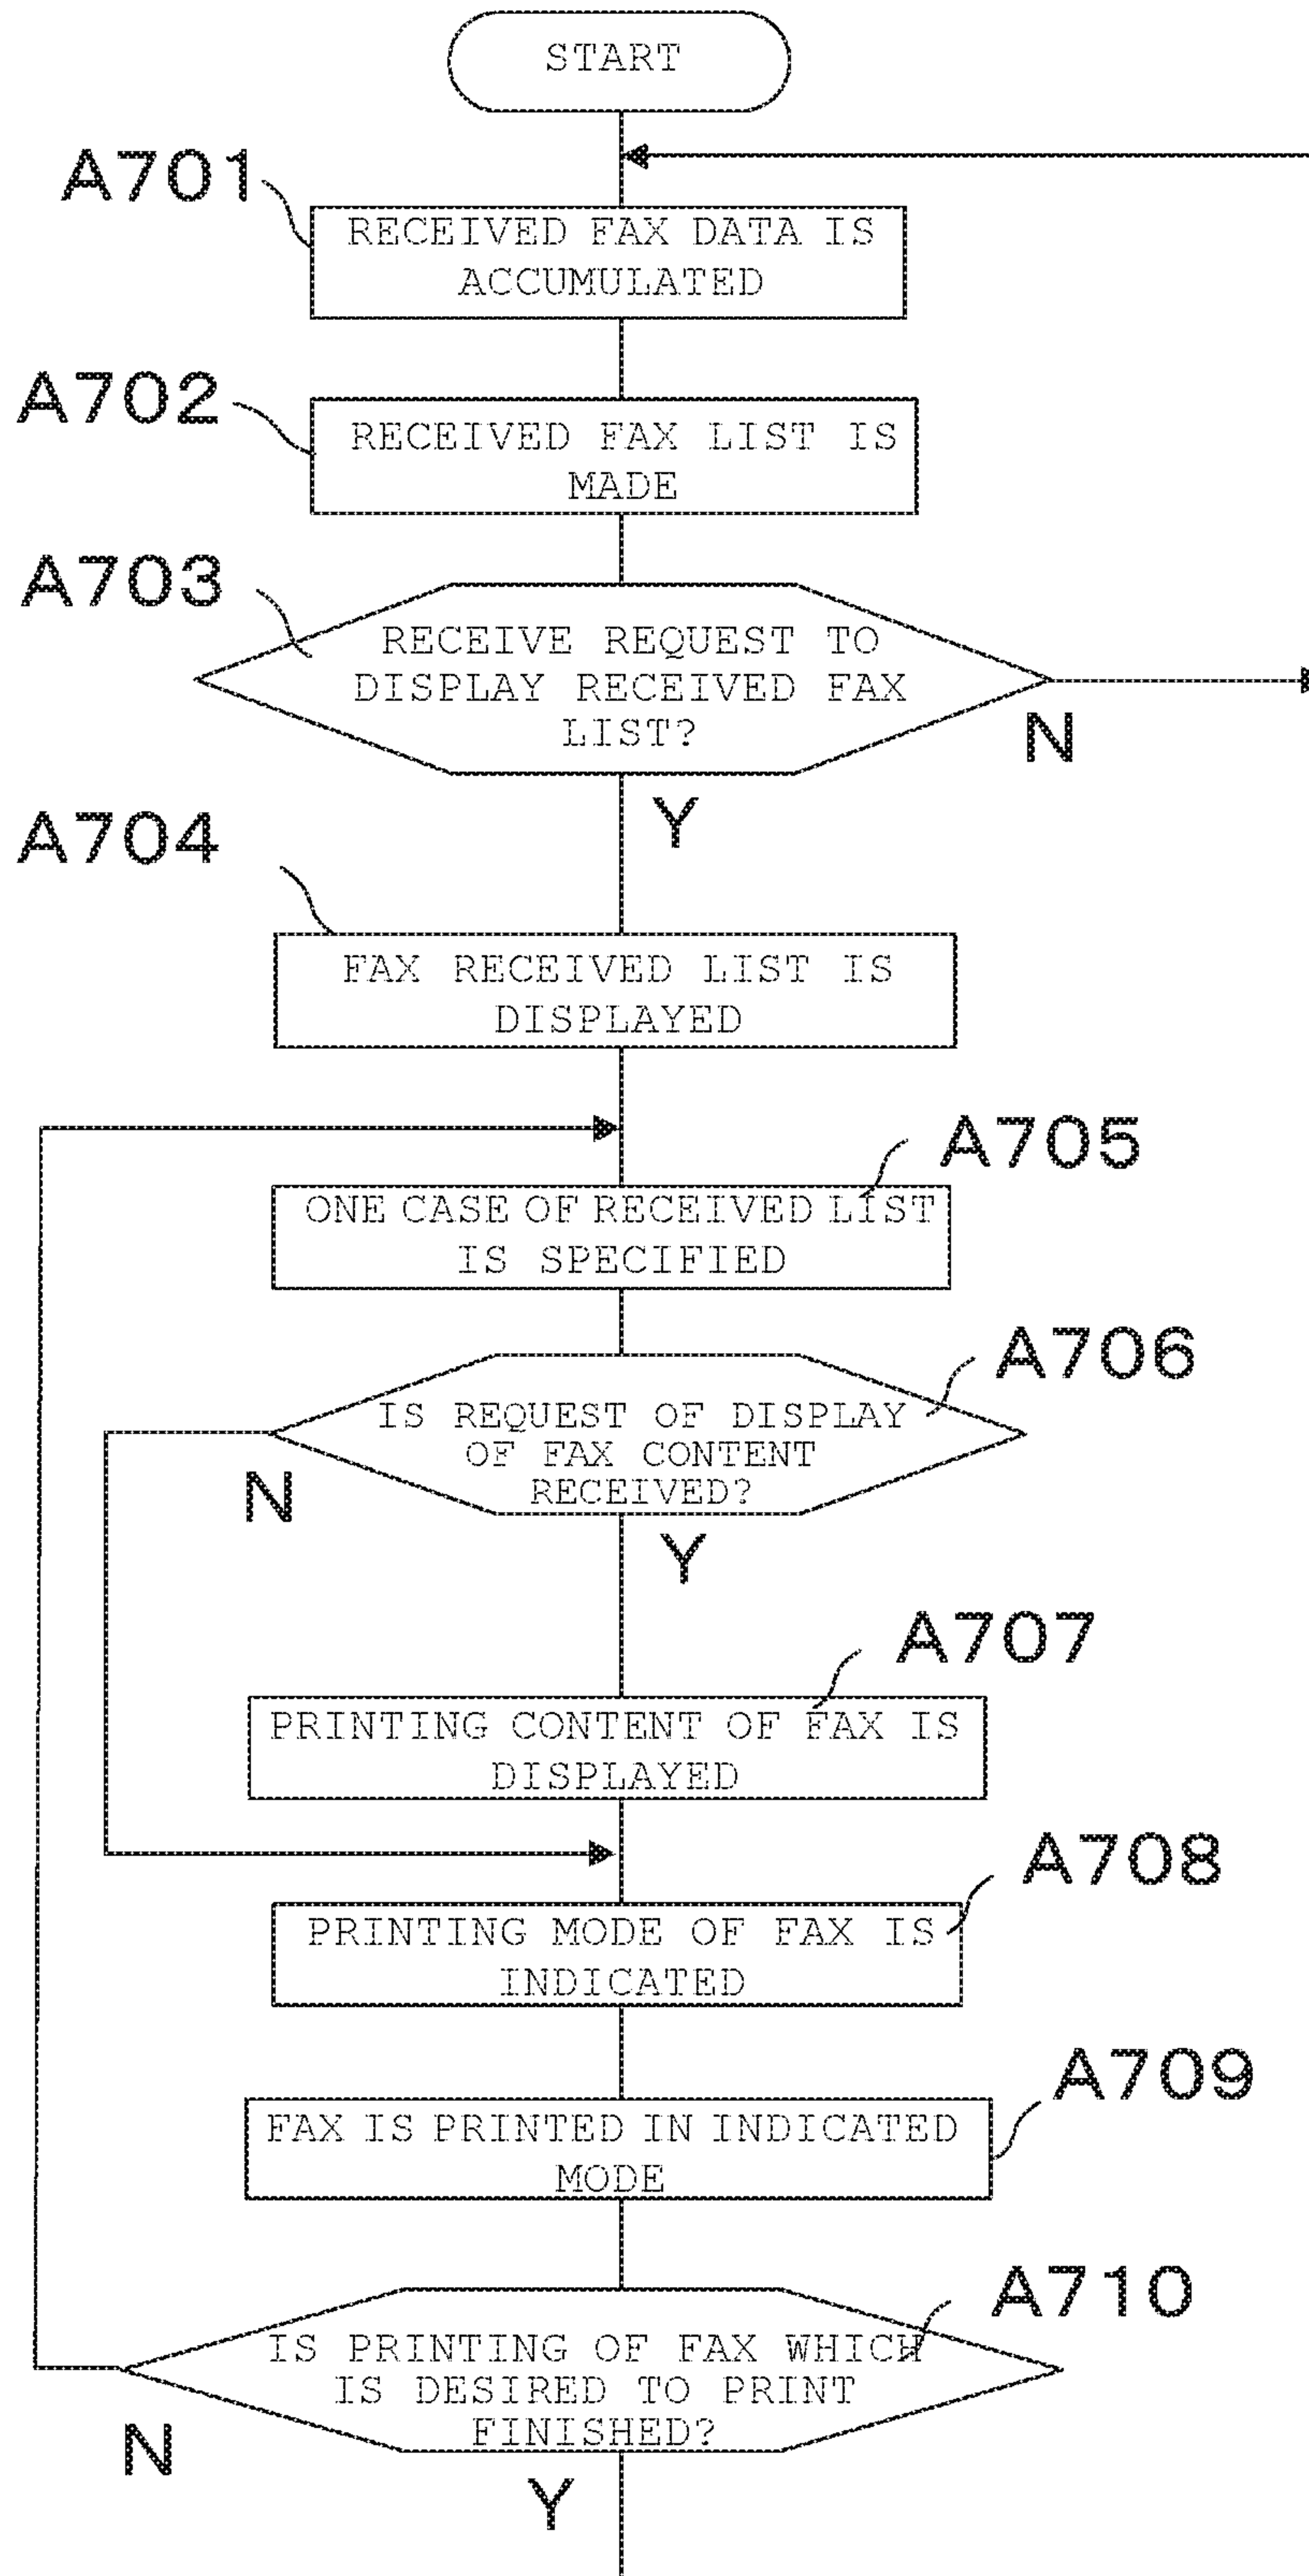 START
A701
RECEIVED FAX DATA IS
ACCUMULATED
A702
RECEIVED FAX LIST IS
MADE
A703
RECEIVE REQUEST TO
DISPLAY RECEIVED FAX
LIST?
N
Y
A704
FAX RECEIVED LIST IS
DISPLAYED
A705
ONE CASE OF RECEIVED LIST
IS SPECIFIED
A706
IS REQUEST OF DISPLAY
OF FAX CONTENT
RECEIVED?
N
Y
A707
PRINTING CONTENT OF FAX IS
DISPLAYED
A708
PRINTING MODE OF FAX IS
INDICATED
A709
FAX IS PRINTED IN INDICATED
MODE
A710
IS PRINTING OF FAX WHICH
IS DESIRED TO PRINT
FINISHED?
N
Y